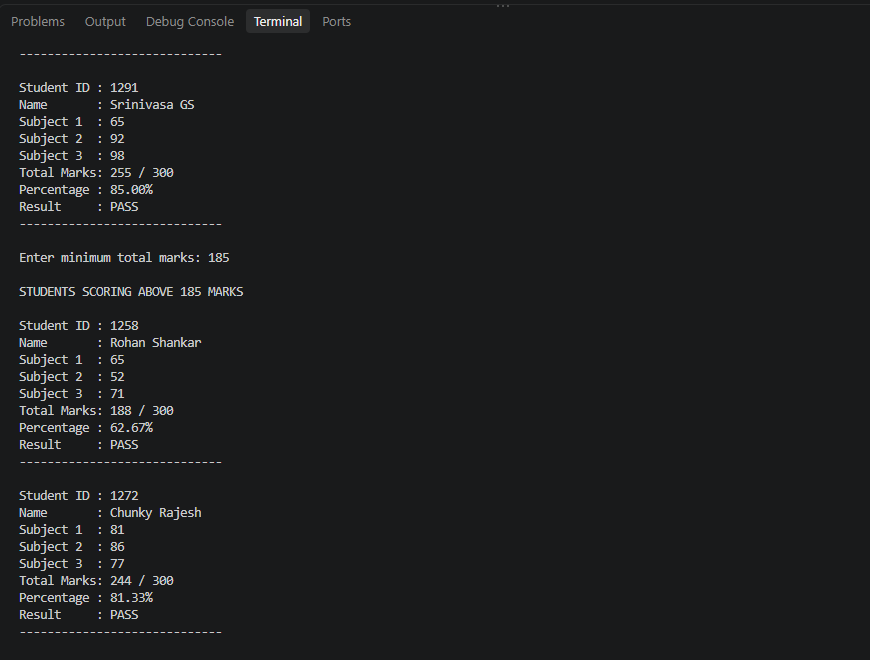 Problems Output Debug Console Terminal Ports
-----------------------------
Student ID : 1291
Name       : Srinivasa GS
Subject 1  : 65
Subject 2  : 92
Subject 3  : 98
Total Marks: 255 / 300
Percentage : 85.00%
Result     : PASS
-----------------------------
Enter minimum total marks: 185
STUDENTS SCORING ABOVE 185 MARKS
Student ID : 1258
Name       : Rohan Shankar
Subject 1  : 65
Subject 2  : 52
Subject 3  : 71
Total Marks: 188 / 300
Percentage : 62.67%
Result     : PASS
-----------------------------
Student ID : 1272
Name       : Chunky Rajesh
Subject 1  : 81
Subject 2  : 86
Subject 3  : 77
Total Marks: 244 / 300
Percentage : 81.33%
Result     : PASS
-----------------------------